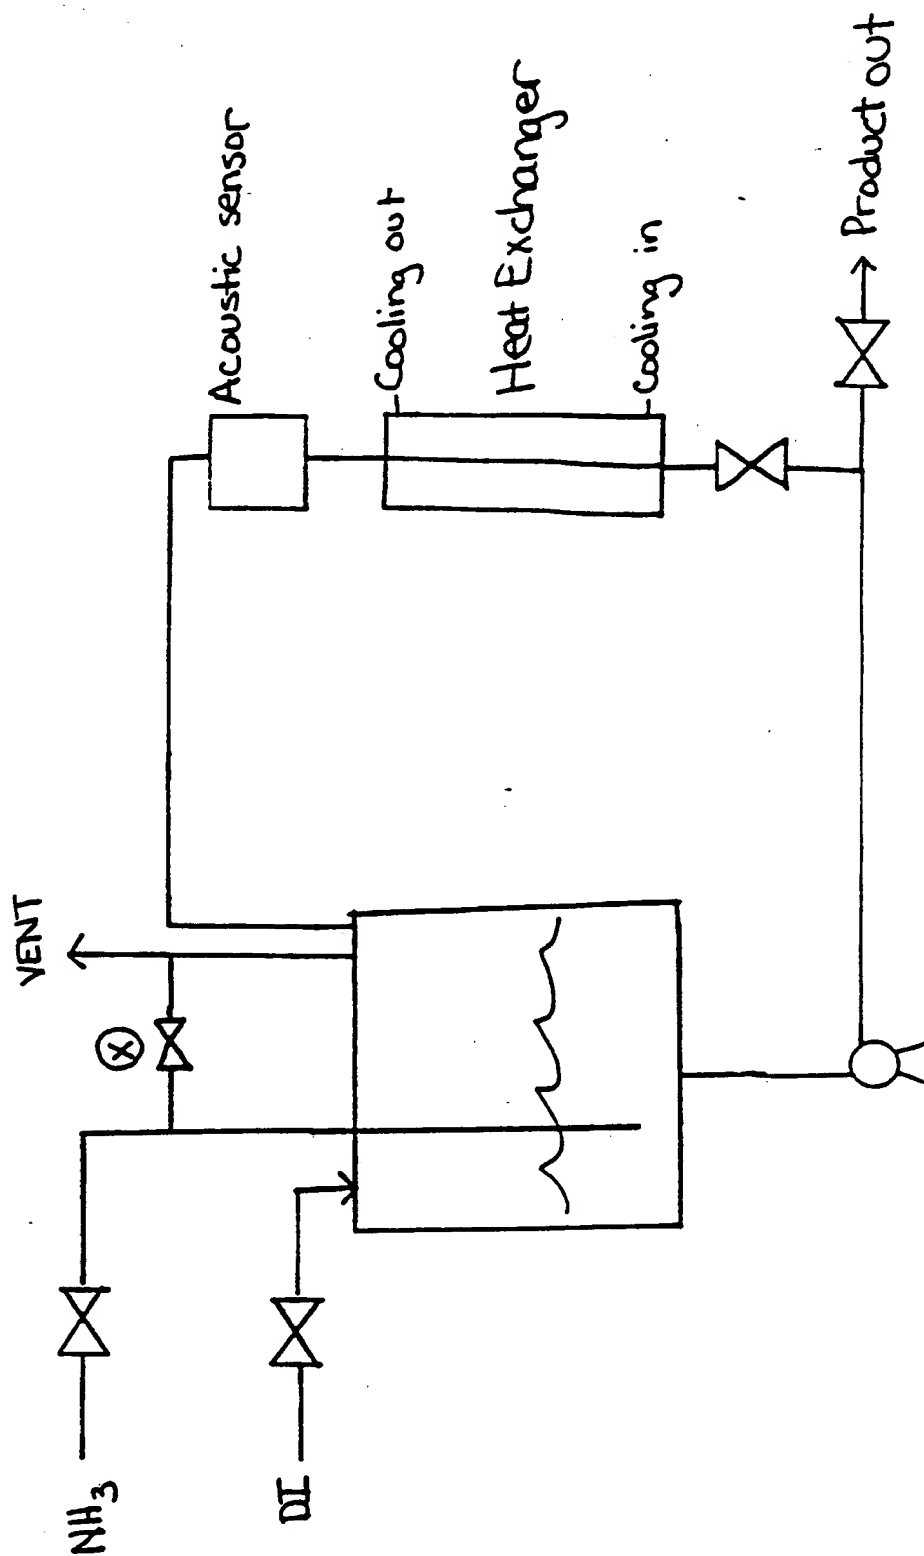 NH3
DI
VENT
X
Acoustic sensor
Cooling out
Heat Exchanger
Cooling in
Product out